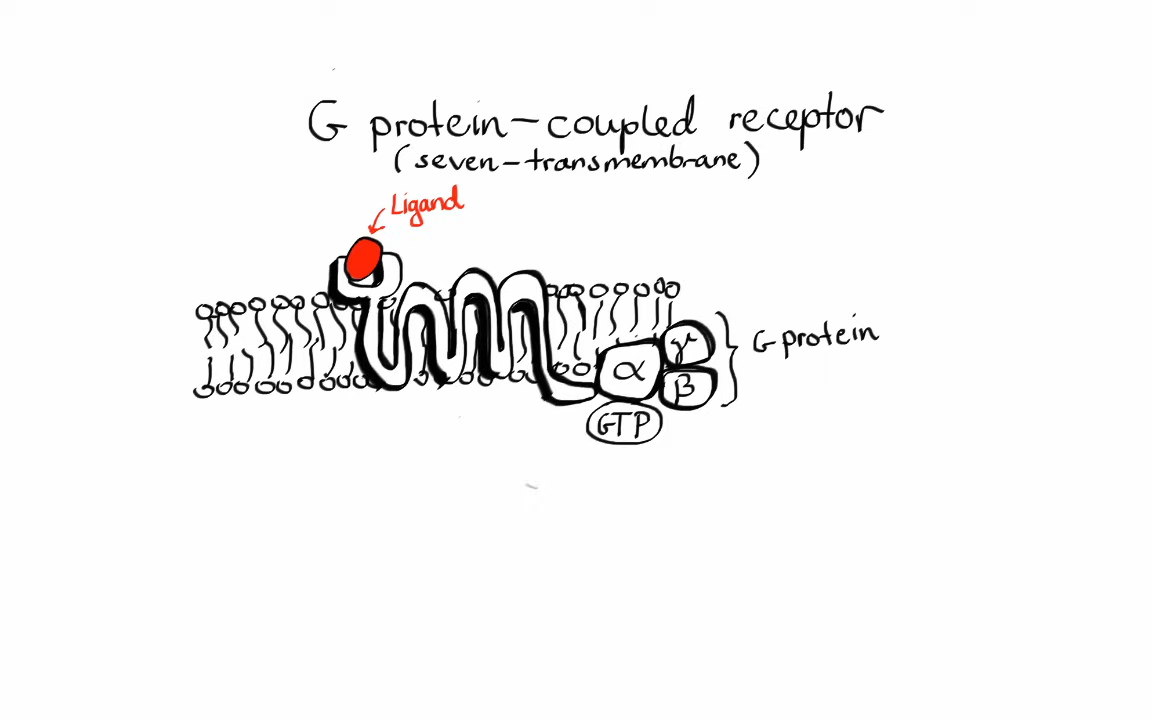 G protein-coupled receptor
(seven-transmembrane)
Ligand
γ
G protein
α
β
GTP